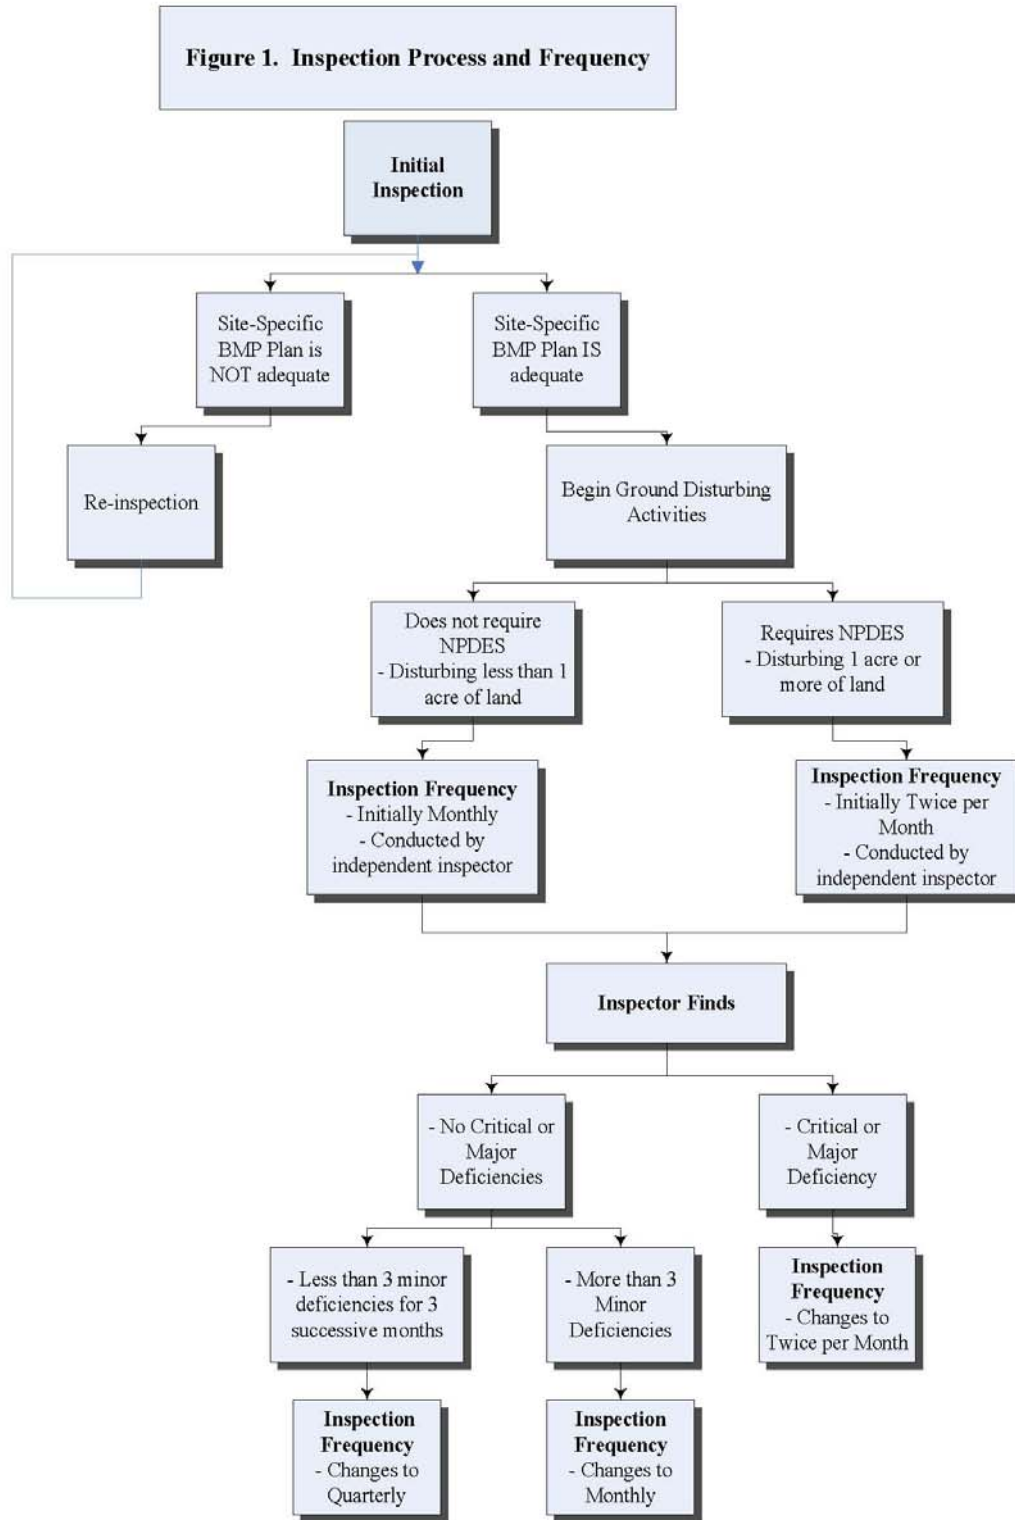 Figure 1.  Inspection Process and Frequency
Initial
Inspection
Site-Specific
BMP Plan is
NOT adequate
Site-Specific
BMP Plan IS
adequate
Re-inspection
Begin Ground Disturbing
Activities
Does not require
NPDES
- Disturbing less than 1
acre of land
Requires NPDES
- Disturbing 1 acre or
more of land
Inspection Frequency
- Initially Monthly
- Conducted by
independent inspector
Inspection Frequency
- Initially Twice per
Month
- Conducted by
independent inspector
Inspector Finds
- No Critical or
Major
Deficiencies
- Critical or
Major
Deficiency
- Less than 3 minor
deficiencies for 3
successive months
- More than 3
Minor
Deficiencies
Inspection
Frequency
- Changes to
Twice per Month
Inspection
Frequency
- Changes to
Quarterly
Inspection
Frequency
- Changes to
Monthly